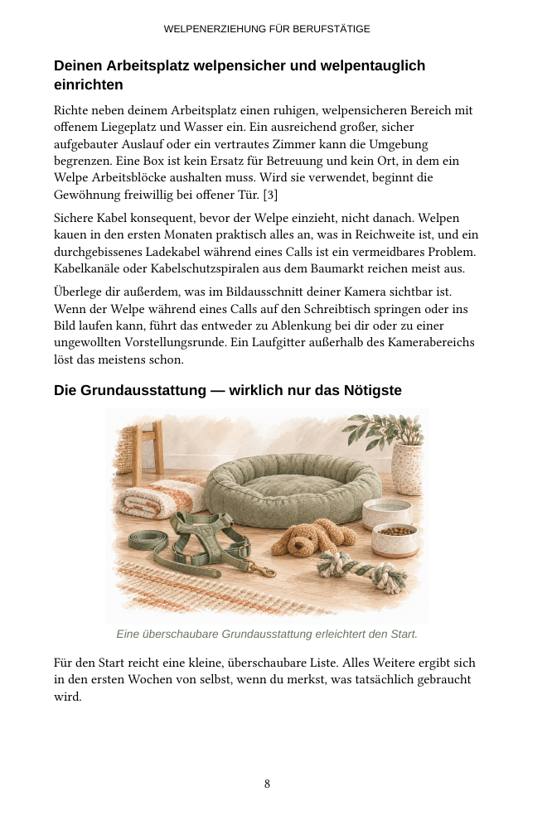 WELPENERZIEHUNG FÜR BERUFSTÄTIGE
Deinen Arbeitsplatz welpensicher und welpentauglich
einrichten
Richte neben deinem Arbeitsplatz einen ruhigen, welpensicheren Bereich mit
offenem Liegeplatz und Wasser ein. Ein ausreichend großer, sicher
aufgebauter Auslauf oder ein vertrautes Zimmer kann die Umgebung
begrenzen. Eine Box ist kein Ersatz für Betreuung und kein Ort, in dem ein
Welpe Arbeitsblöcke aushalten muss. Wird sie verwendet, beginnt die
Gewöhnung freiwillig bei offener Tür. [3]
Sichere Kabel konsequent, bevor der Welpe einzieht, nicht danach. Welpen
kauen in den ersten Monaten praktisch alles an, was in Reichweite ist, und ein
durchgebissenes Ladekabel während eines Calls ist ein vermeidbares Problem.
Kabelkanäle oder Kabelschutzspiralen aus dem Baumarkt reichen meist aus.
Überlege dir außerdem, was im Bildausschnitt deiner Kamera sichtbar ist.
Wenn der Welpe während eines Calls auf den Schreibtisch springen oder ins
Bild laufen kann, führt das entweder zu Ablenkung bei dir oder zu einer
ungewollten Vorstellungsrunde. Ein Laufgitter außerhalb des Kamerabereichs
löst das meistens schon.
Die Grundausstattung — wirklich nur das Nötigste
Eine überschaubare Grundausstattung erleichtert den Start.
Für den Start reicht eine kleine, überschaubare Liste. Alles Weitere ergibt sich
in den ersten Wochen von selbst, wenn du merkst, was tatsächlich gebraucht
wird.
8